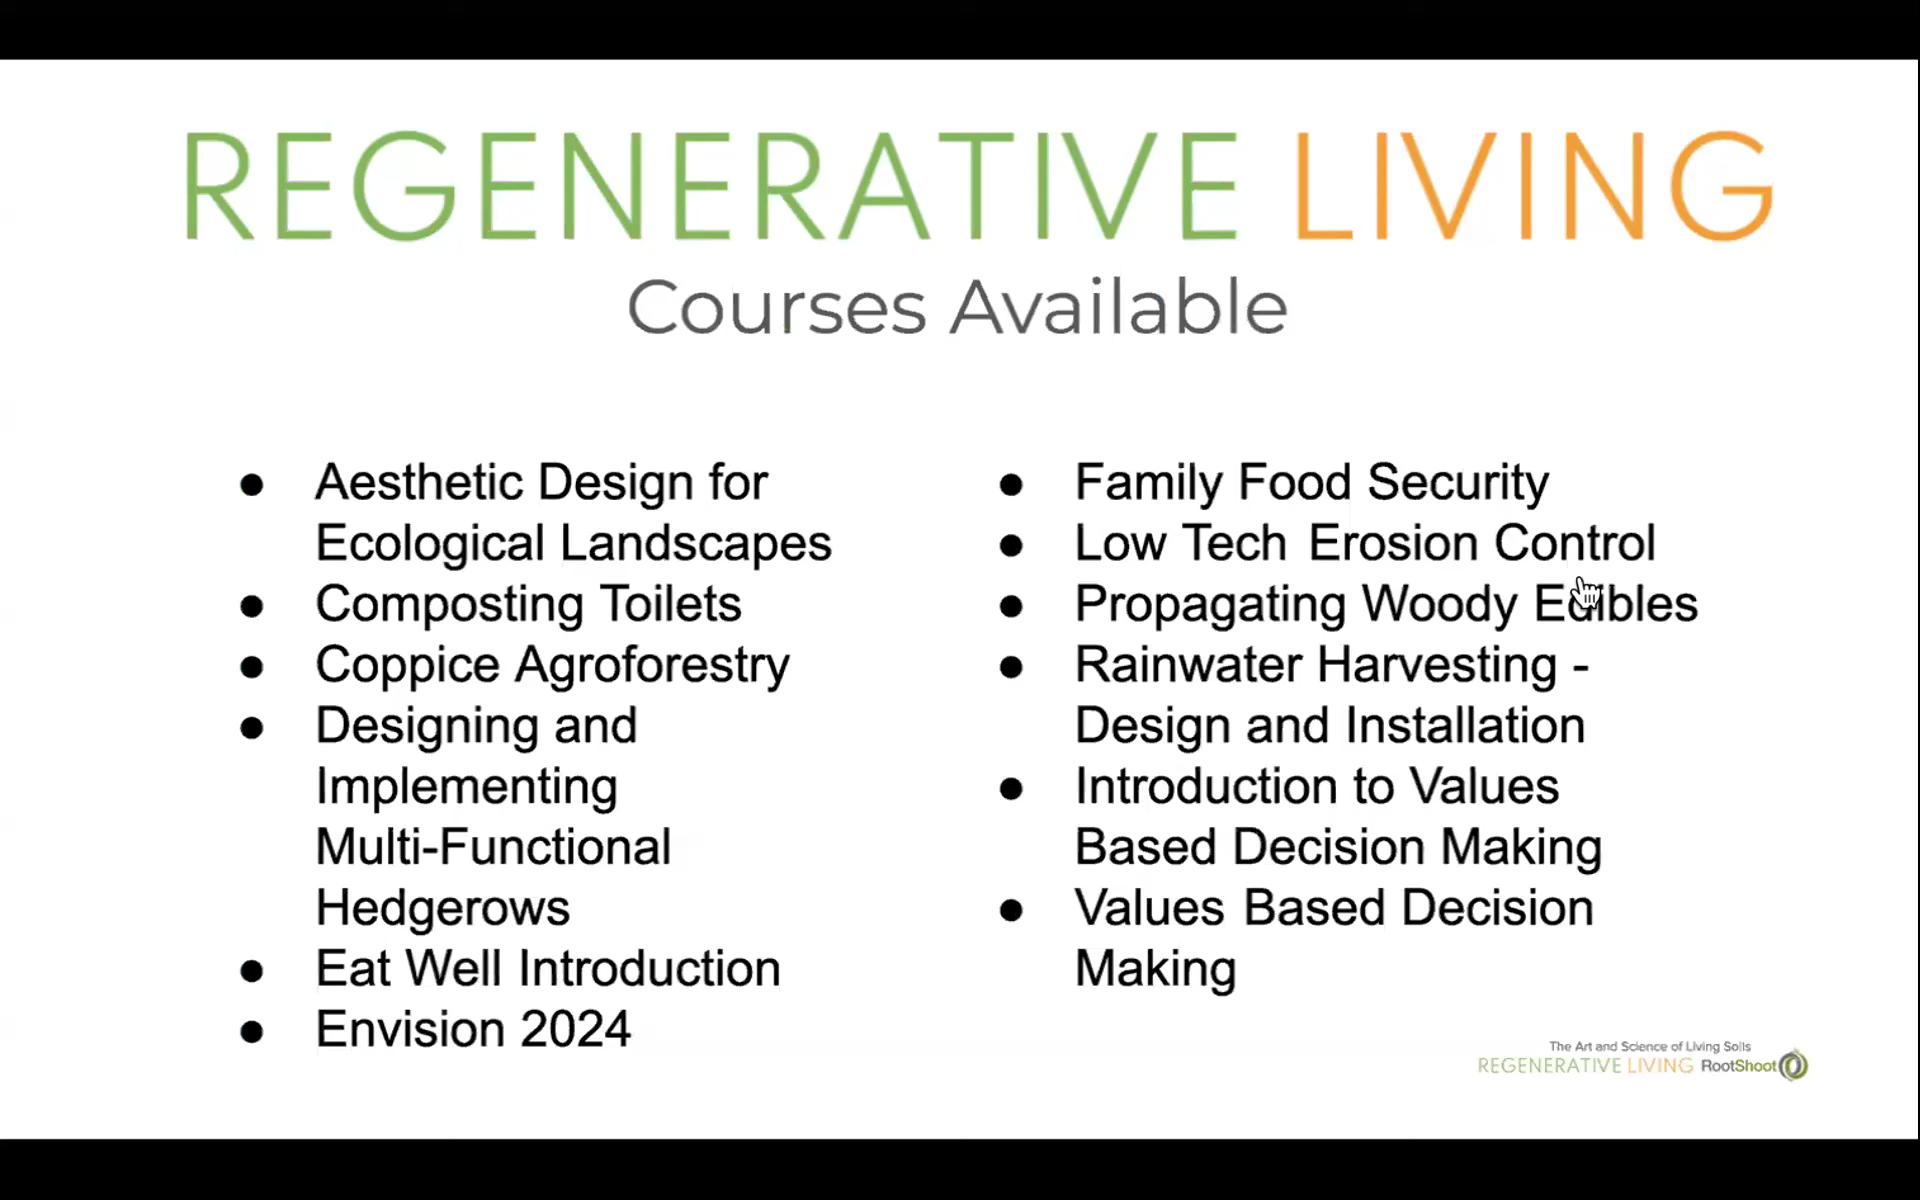 REGENERATIVE LIVING
Courses Available
● Aesthetic Design for
Ecological Landscapes
● Composting Toilets
● Coppice Agroforestry
● Designing and
Implementing
Multi-Functional
Hedgerows
● Eat Well Introduction
● Envision 2024
● Family Food Security
● Low Tech Erosion Control
● Propagating Woody Edibles
● Rainwater Harvesting -
Design and Installation
● Introduction to Values
Based Decision Making
● Values Based Decision
Making
The Art and Science of Living Soils
REGENERATIVE LIVING RootShoot